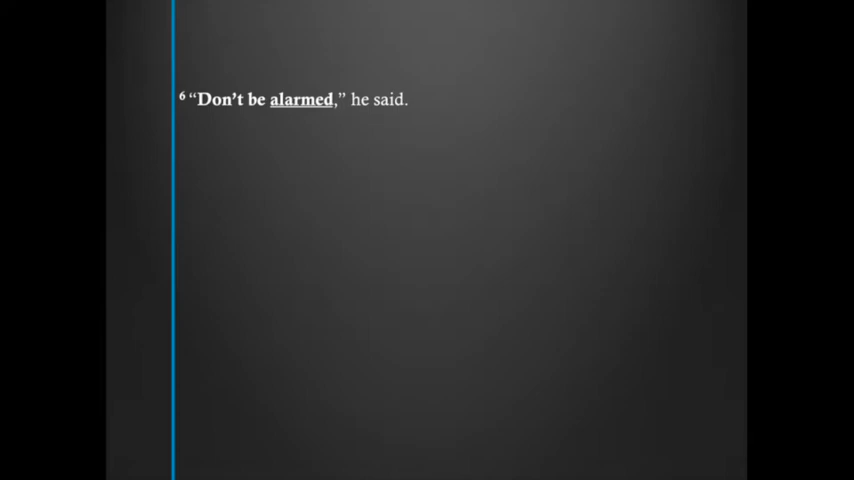 ⁶ “Don’t be alarmed,” he said.